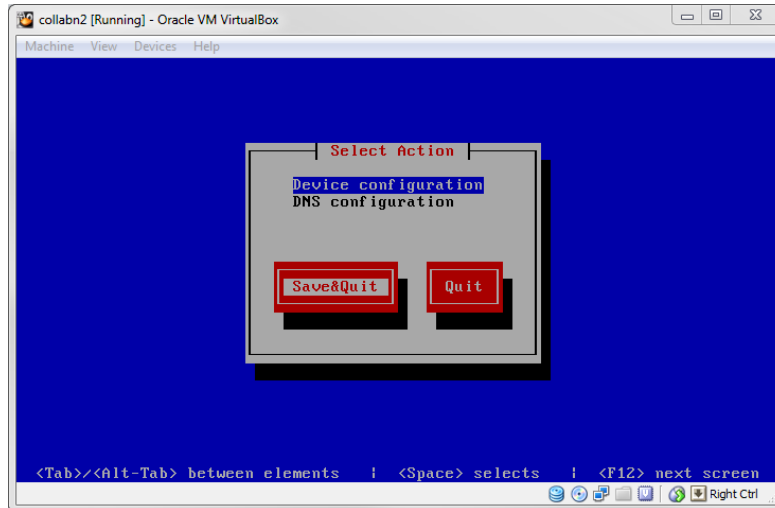 collabn2 [Running] - Oracle VM VirtualBox
Machine View Devices Help
Select Action
Device configuration
DNS configuration
Save&Quit Quit
<Tab>/<Alt-Tab> between elements | <Space> selects | <F12> next screen
Right Ctrl